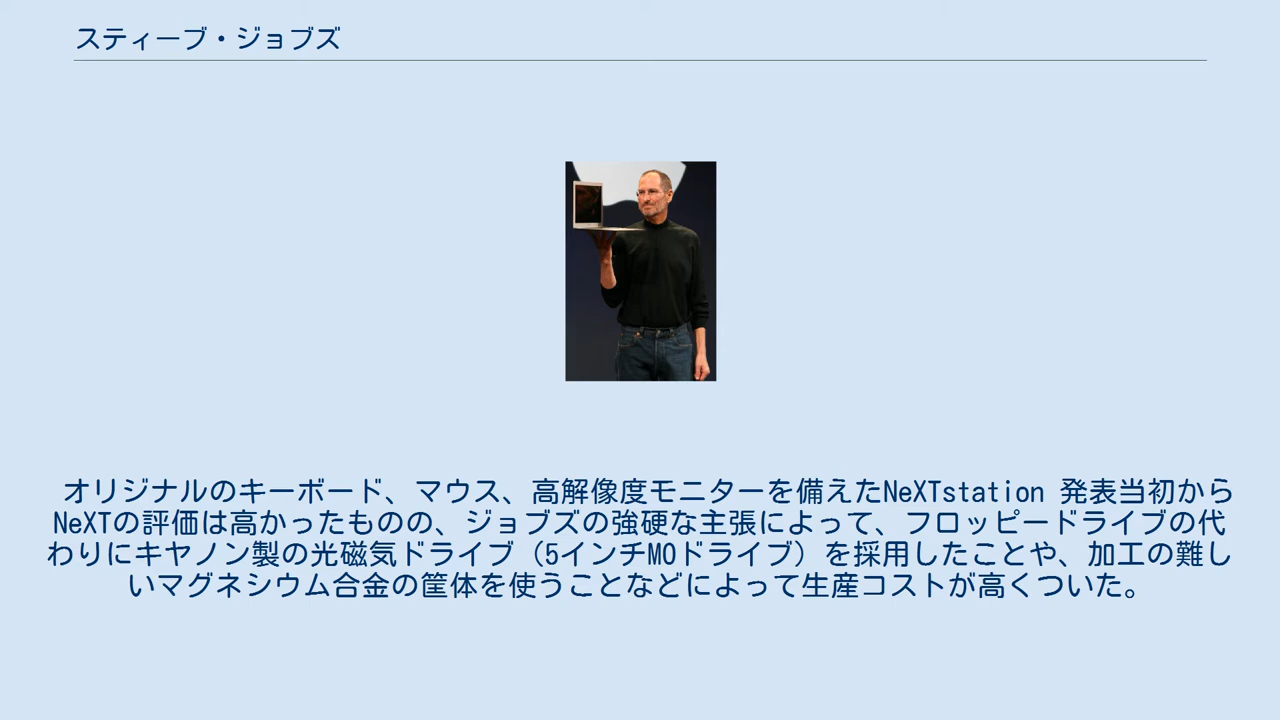 スティーブ・ジョブズ
オリジナルのキーボード、マウス、高解像度モニターを備えたNeXTstation 発表当初から
NeXTの評価は高かったものの、ジョブズの強硬な主張によって、フロッピードライブの代
わりにキヤノン製の光磁気ドライブ（5インチMOドライブ）を採用したことや、加工の難し
いマグネシウム合金の筐体を使うことなどによって生産コストが高くついた。